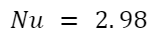 Nu = 2.98